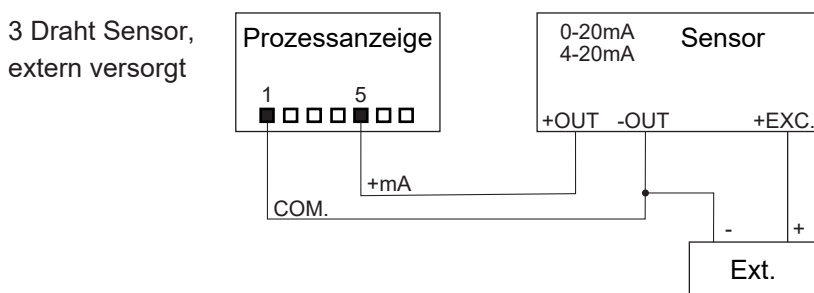 3 Draht Sensor,
extern versorgt
Prozessanzeige
1 5
0-20mA
4-20mA
Sensor
+OUT -OUT +EXC.
+mA
COM.
- +
Ext.